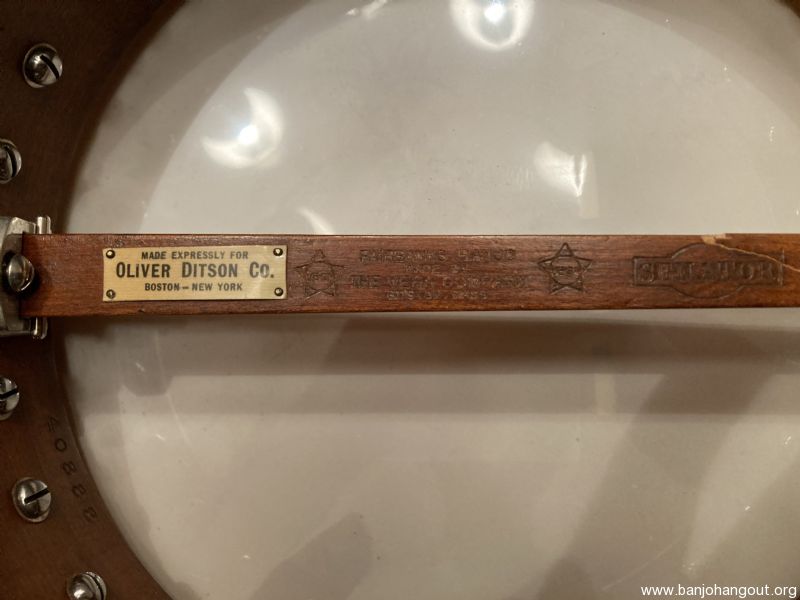 MADE EXPRESSLY FOR
OLIVER DITSON CO.
BOSTON - NEW YORK
FAIRBANKS BANJO
MADE BY
THE VEGA COMPANY
BOSTON, MASS.
SENATOR
40888
www.banjohangout.org